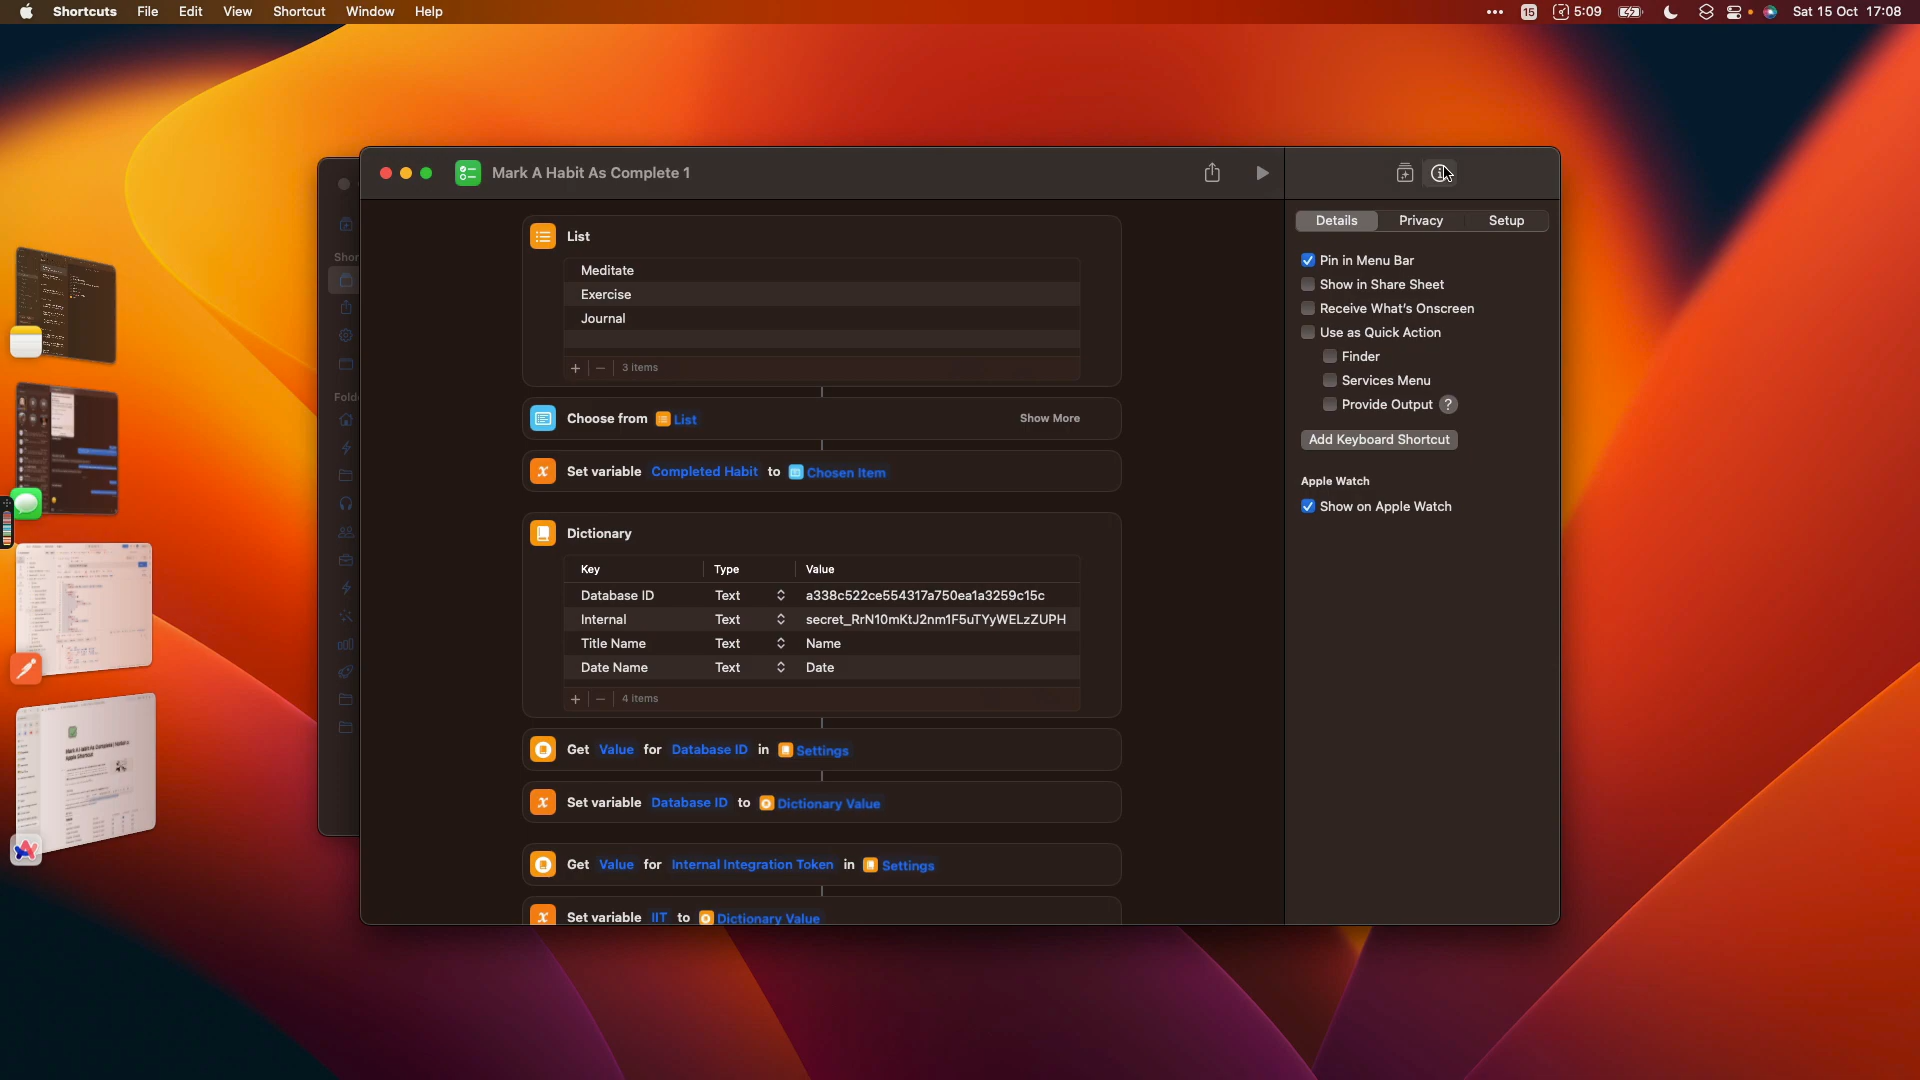 Shortcuts File Edit View Shortcut Window Help
15 5:09 Sat 15 Oct 17:08
Mark A Habit As Complete 1
List
Meditate
Exercise
Journal
+ − 3 items
Choose from List Show More
Set variable Completed Habit to Chosen Item
Dictionary
Key Type Value
Database ID Text a338c522ce554317a750ea1a3259c15c
Internal Text secret_RrN10mKtJ2nm1F5uTYyWELzZUPH
Title Name Text Name
Date Name Text Date
+ − 4 items
Get Value for Database ID in Settings
Set variable Database ID to Dictionary Value
Get Value for Internal Integration Token in Settings
Set variable IIT to Dictionary Value
Details Privacy Setup
Pin in Menu Bar
Show in Share Sheet
Receive What's Onscreen
Use as Quick Action
Finder
Services Menu
Provide Output ?
Add Keyboard Shortcut
Apple Watch
Show on Apple Watch
Shor
Folde